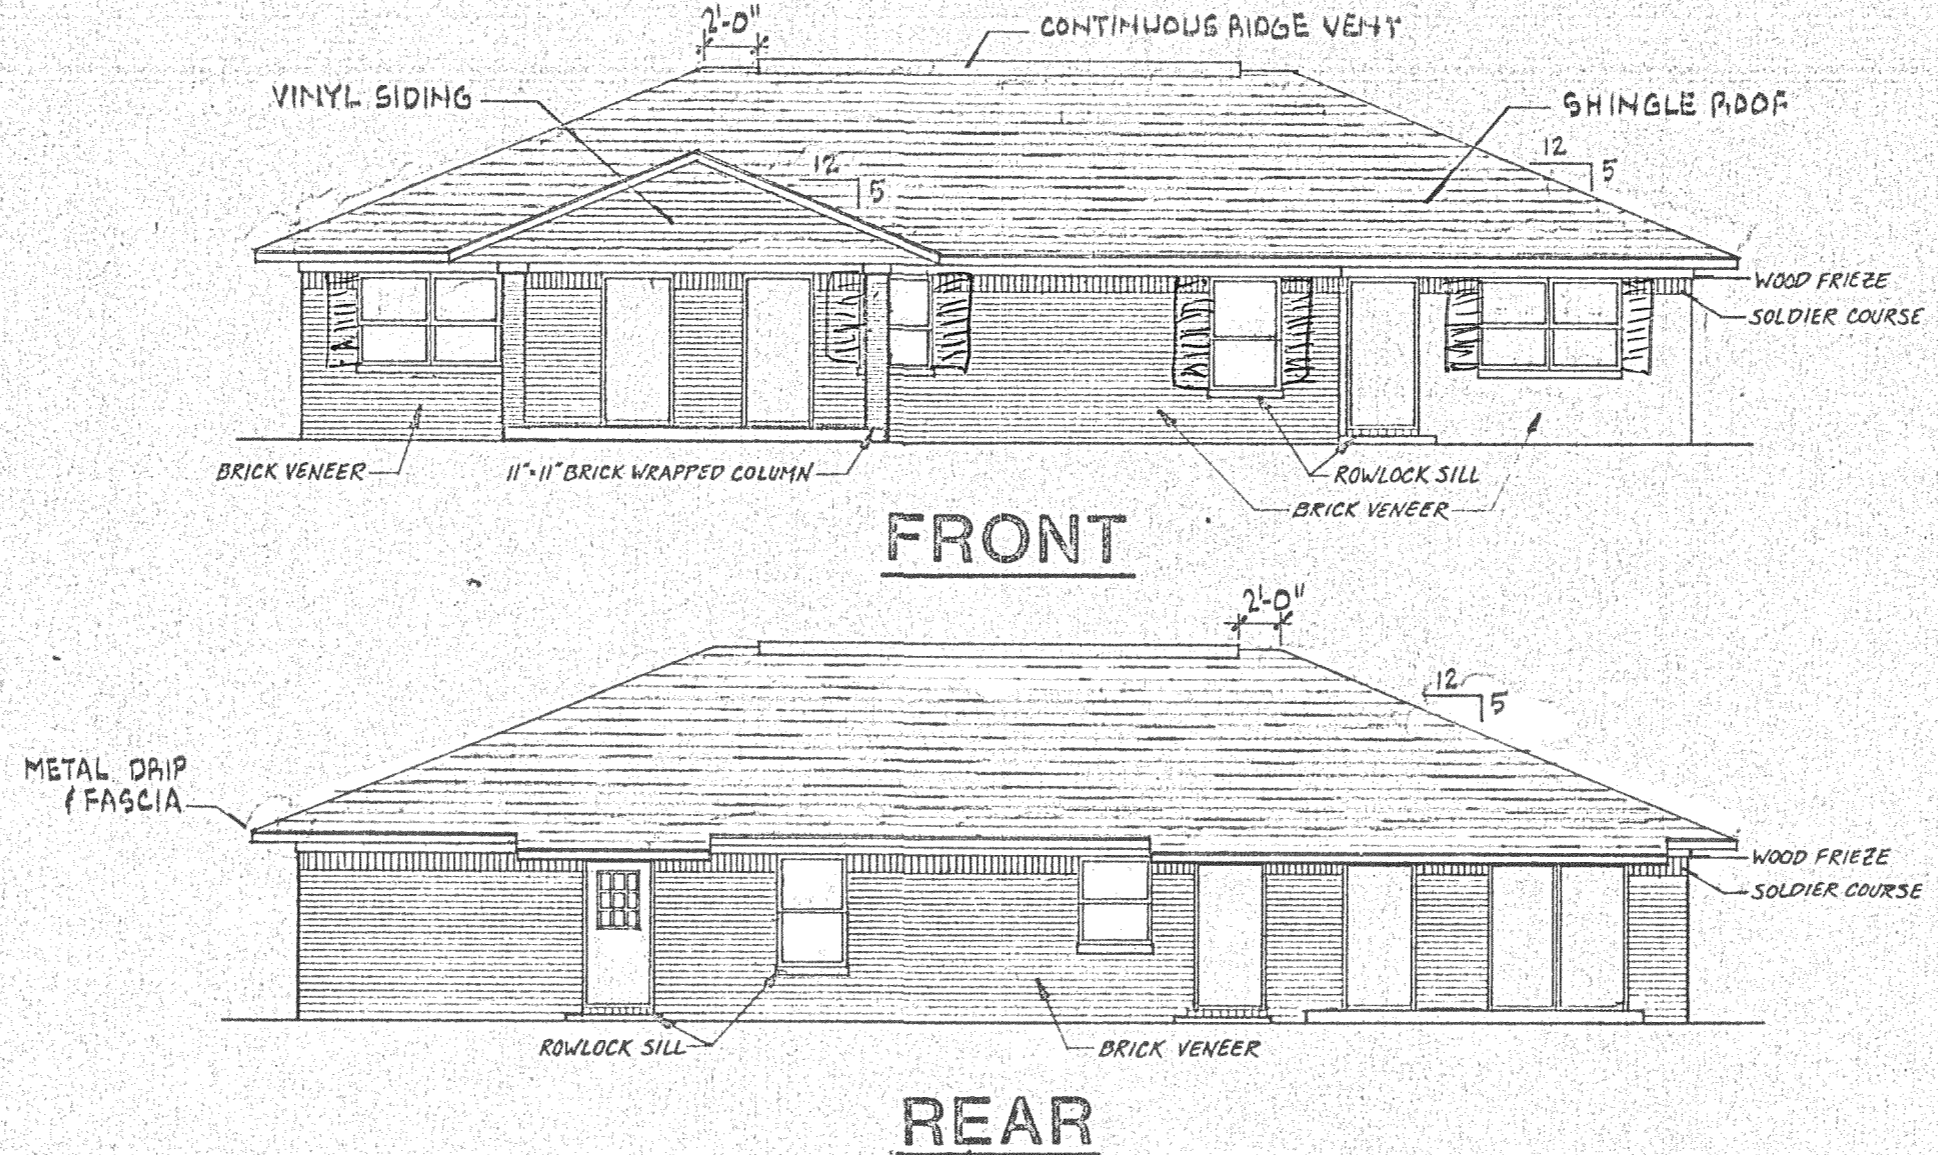 2'-0"
CONTINUOUS RIDGE VENT
VINYL SIDING
SHINGLE ROOF
12
5
12
5
WOOD FRIEZE
SOLDIER COURSE
BRICK VENEER
11"=11" BRICK WRAPPED COLUMN
ROWLOCK SILL
BRICK VENEER
FRONT
2'-0"
12
5
METAL DRIP
& FASCIA
WOOD FRIEZE
SOLDIER COURSE
ROWLOCK SILL
BRICK VENEER
REAR